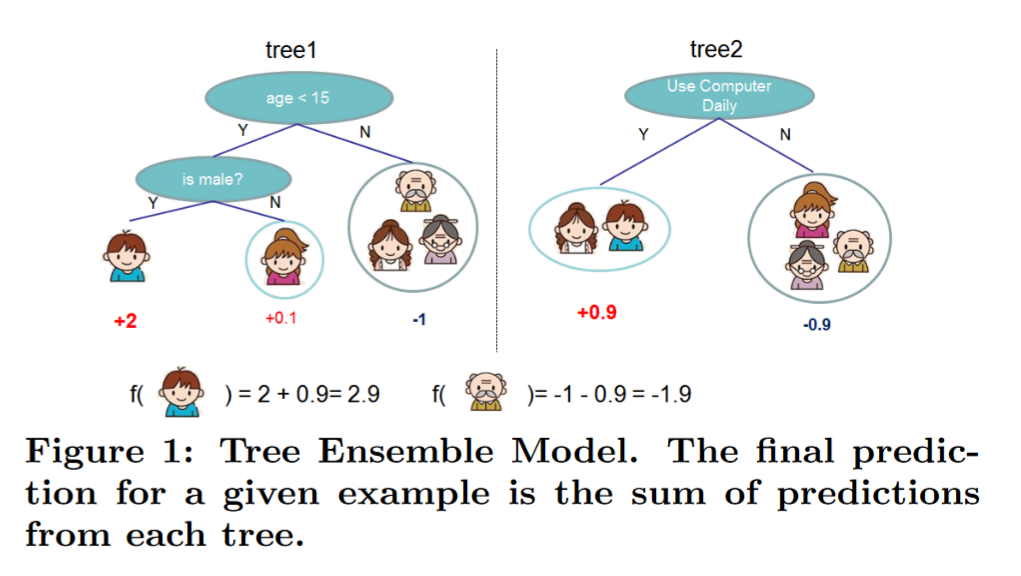 tree1
tree2
age < 15
Use Computer
Daily
Y
N
Y
N
is male?
Y
N
+2
+0.1
-1
+0.9
-0.9
f( ) = 2 + 0.9= 2.9
f( )= -1 - 0.9 = -1.9
Figure 1: Tree Ensemble Model. The final predic-
tion for a given example is the sum of predictions
from each tree.